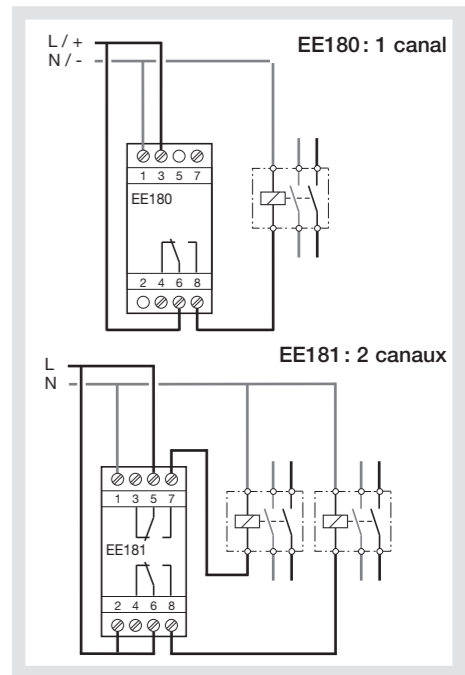 L / +
N / -
EE180 : 1 canal
1 3 5 7
EE180
2 4 6 8
EE181 : 2 canaux
L
N
1 3 5 7
EE181
2 4 6 8